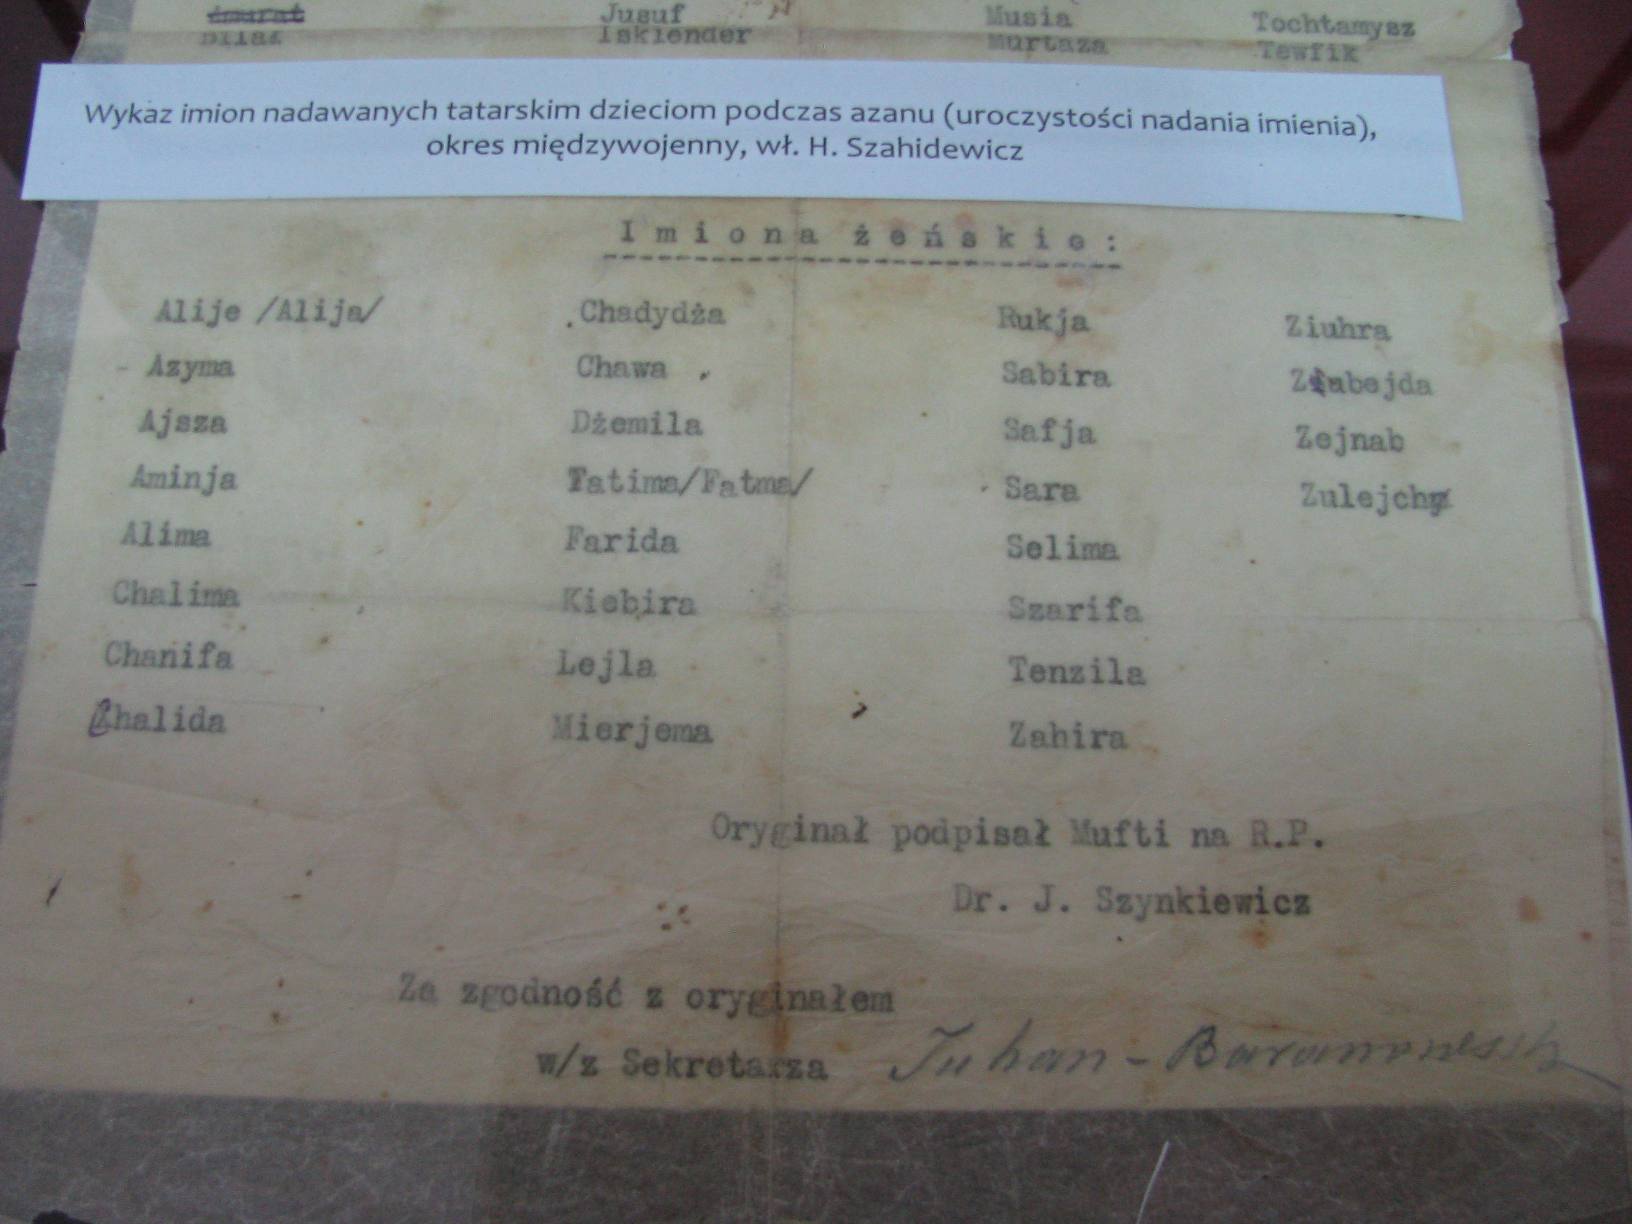 Jusuf Musia Tochtamysz
Iskiender Murtaza Tewfik
Wykaz imion nadawanych tatarskim dzieciom podczas azanu (uroczystości nadania imienia),
okres międzywojenny, wł. H. Szahidewicz
Imiona żeńskie:
Alije /Alija/ Chadydża Rukja Ziuhra
Azyma Chawa Sabira Zubejda
Ajsza Dżemila Safja Zejnab
Aminja Fatima/Fatma/ Sara Zulejcha
Alima Farida Selima
Chalima Kiebira Szarifa
Chanifa Lejla Tenzila
Chalida Mierjema Zahira
Oryginał podpisał Mufti na R.P.
Dr. J. Szynkiewicz
Za zgodność z oryginałem
w/z Sekretarza Tuhan-Baranowski